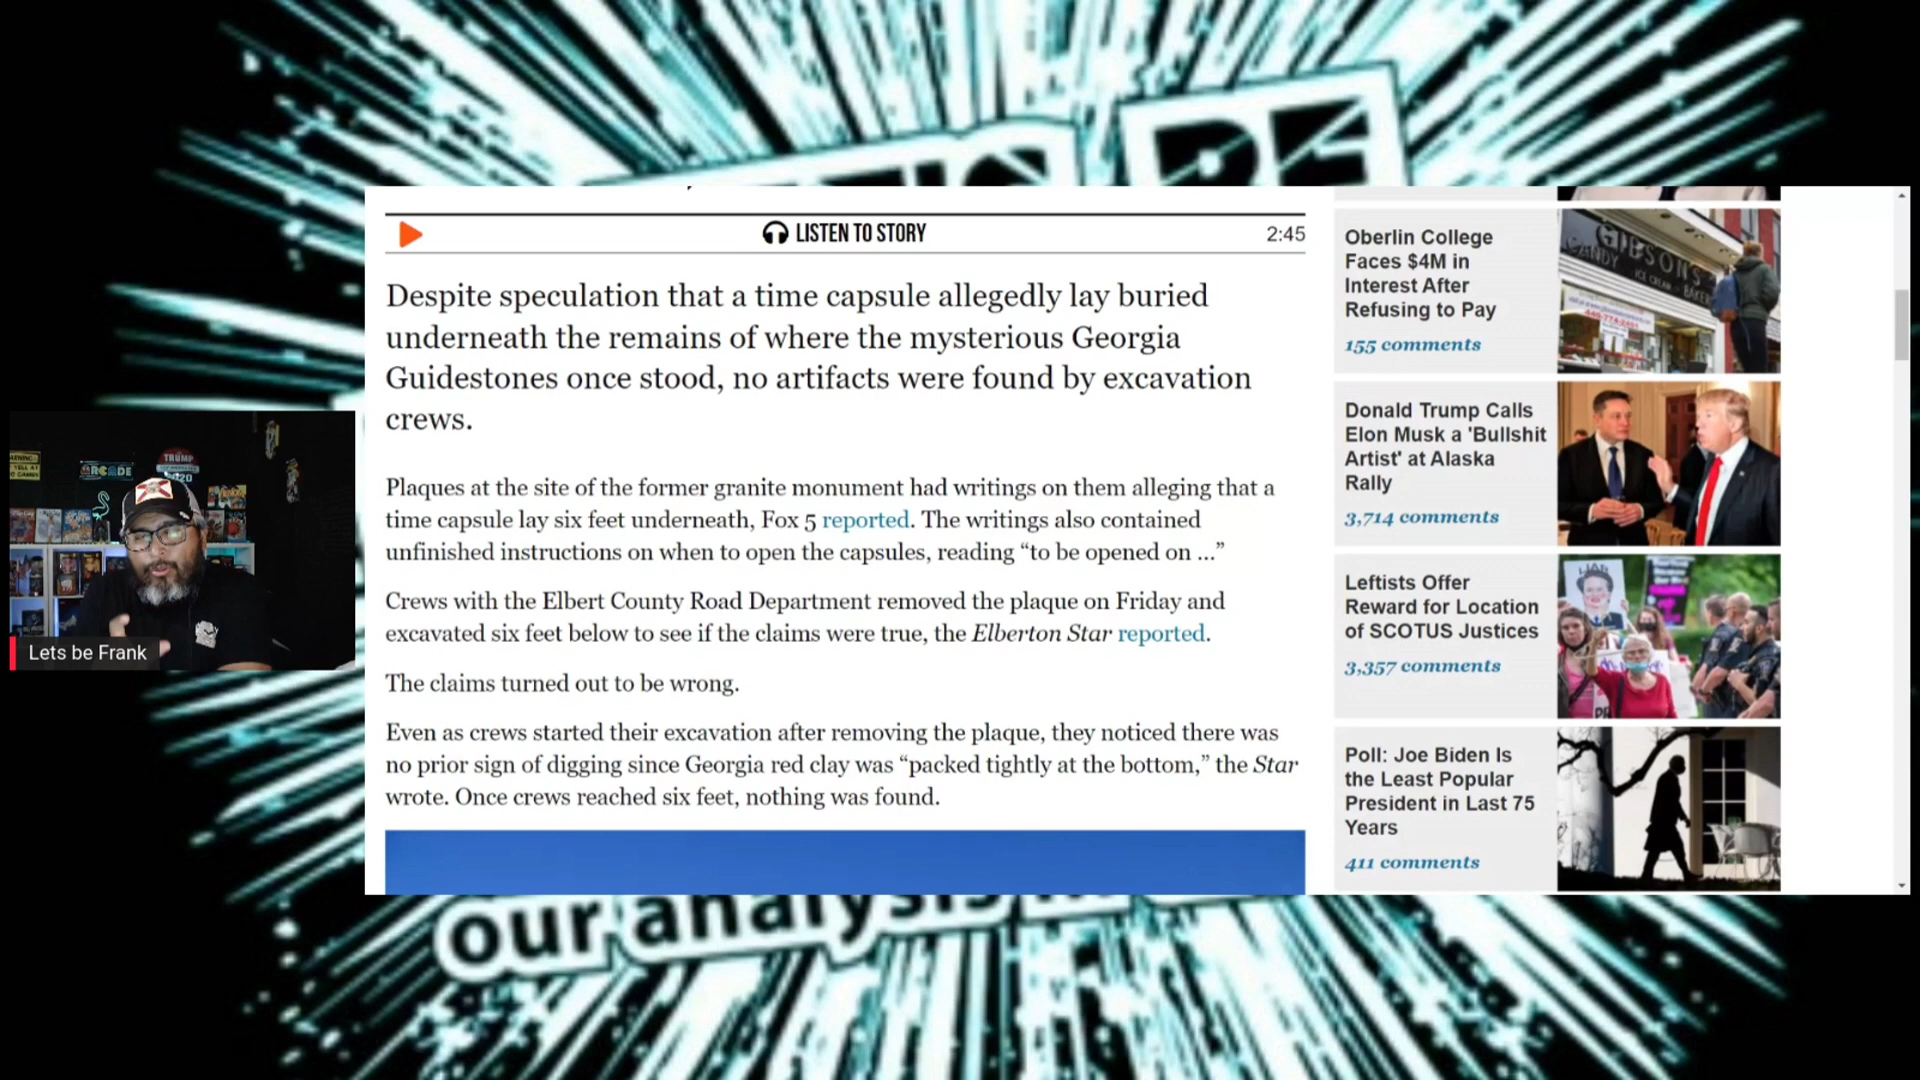 BE
LISTEN TO STORY
2:45
Despite speculation that a time capsule allegedly lay buried
underneath the remains of where the mysterious Georgia
Guidestones once stood, no artifacts were found by excavation
crews.
Plaques at the site of the former granite monument had writings on them alleging that a
time capsule lay six feet underneath, Fox 5 reported. The writings also contained
unfinished instructions on when to open the capsules, reading “to be opened on ...”
Crews with the Elbert County Road Department removed the plaque on Friday and
excavated six feet below to see if the claims were true, the Elberton Star reported.
The claims turned out to be wrong.
Even as crews started their excavation after removing the plaque, they noticed there was
no prior sign of digging since Georgia red clay was “packed tightly at the bottom,” the Star
wrote. Once crews reached six feet, nothing was found.
Oberlin College
Faces $4M in
Interest After
Refusing to Pay
155 comments
GIBSON'S
CANDY
ICE CREAM
Donald Trump Calls
Elon Musk a 'Bullshit
Artist' at Alaska
Rally
3,714 comments
Leftists Offer
Reward for Location
of SCOTUS Justices
3,357 comments
LIAR
Poll: Joe Biden Is
the Least Popular
President in Last 75
Years
411 comments
TRUMP
Lets be Frank
our analysis